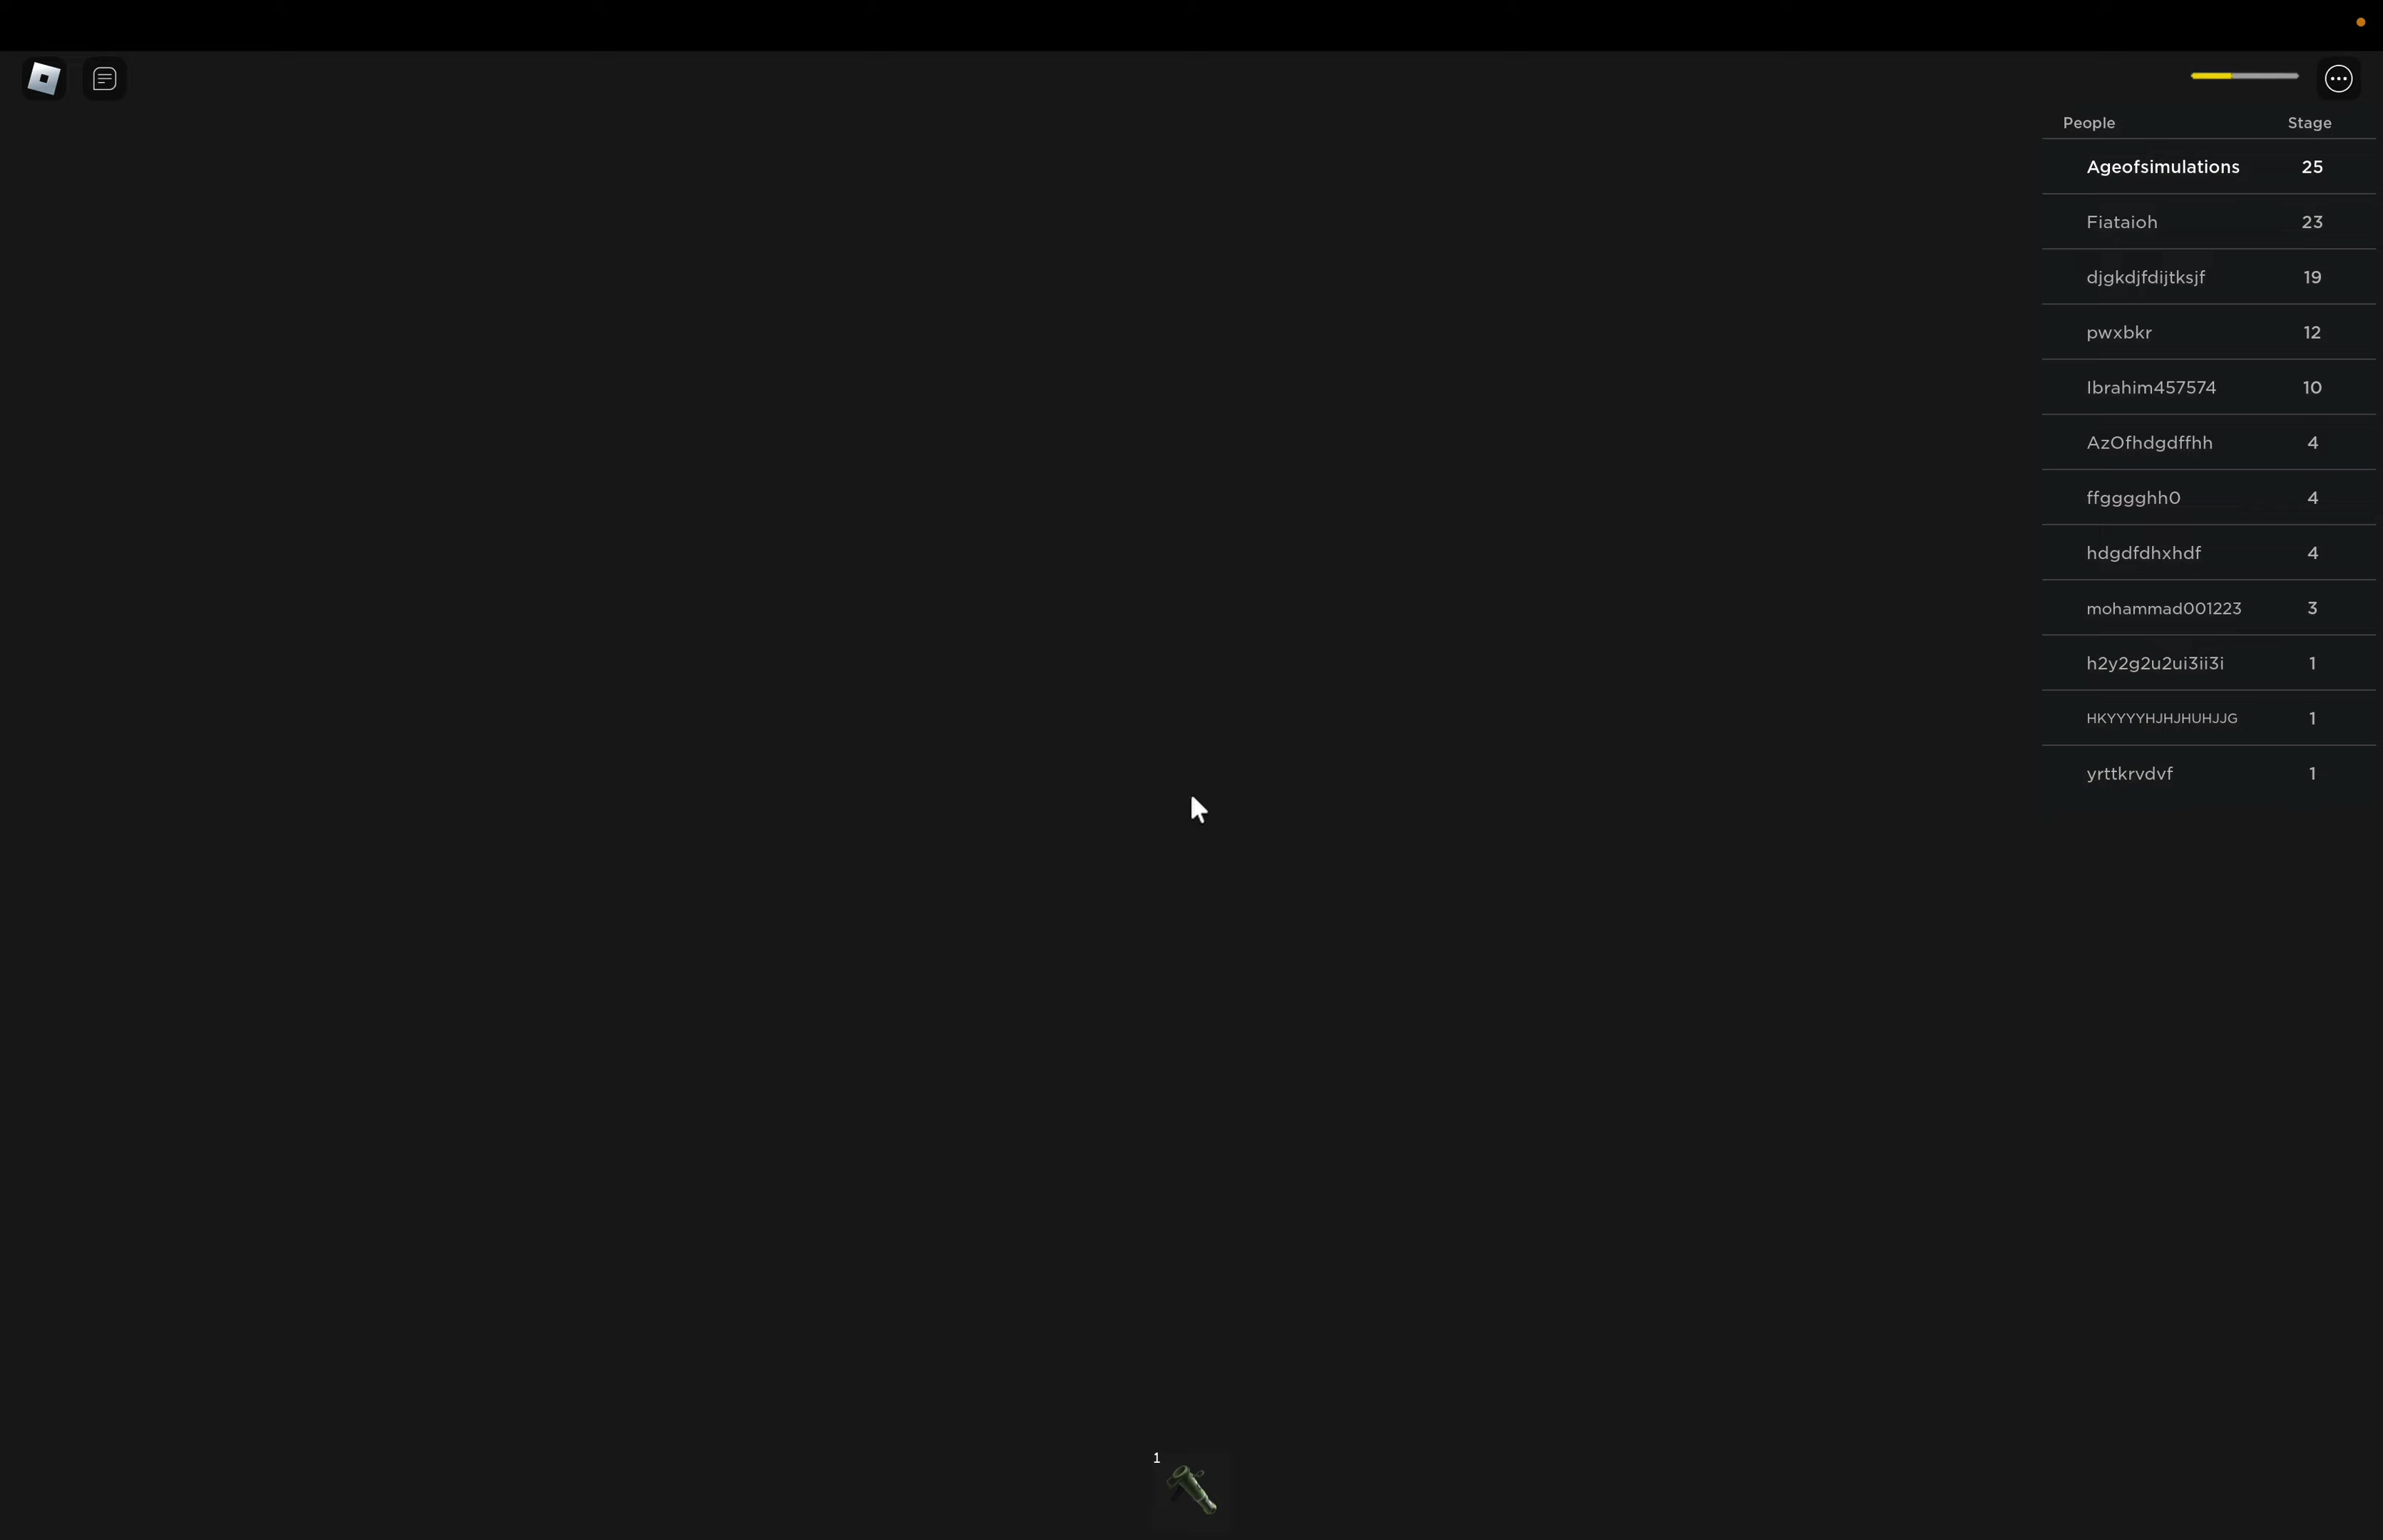 People Stage
Ageofsimulations 25
Fiataioh 23
djgkdjfdijtksjf 19
pwxbkr 12
Ibrahim457574 10
AzOfhdgdffhh 4
ffggghh0 4
hdgdfdhxhdf 4
mohammad001223 3
h2y2g2u2ui3ii3i 1
HKYYYYHJHJHUHJJG 1
yrttkrvdvf 1
1